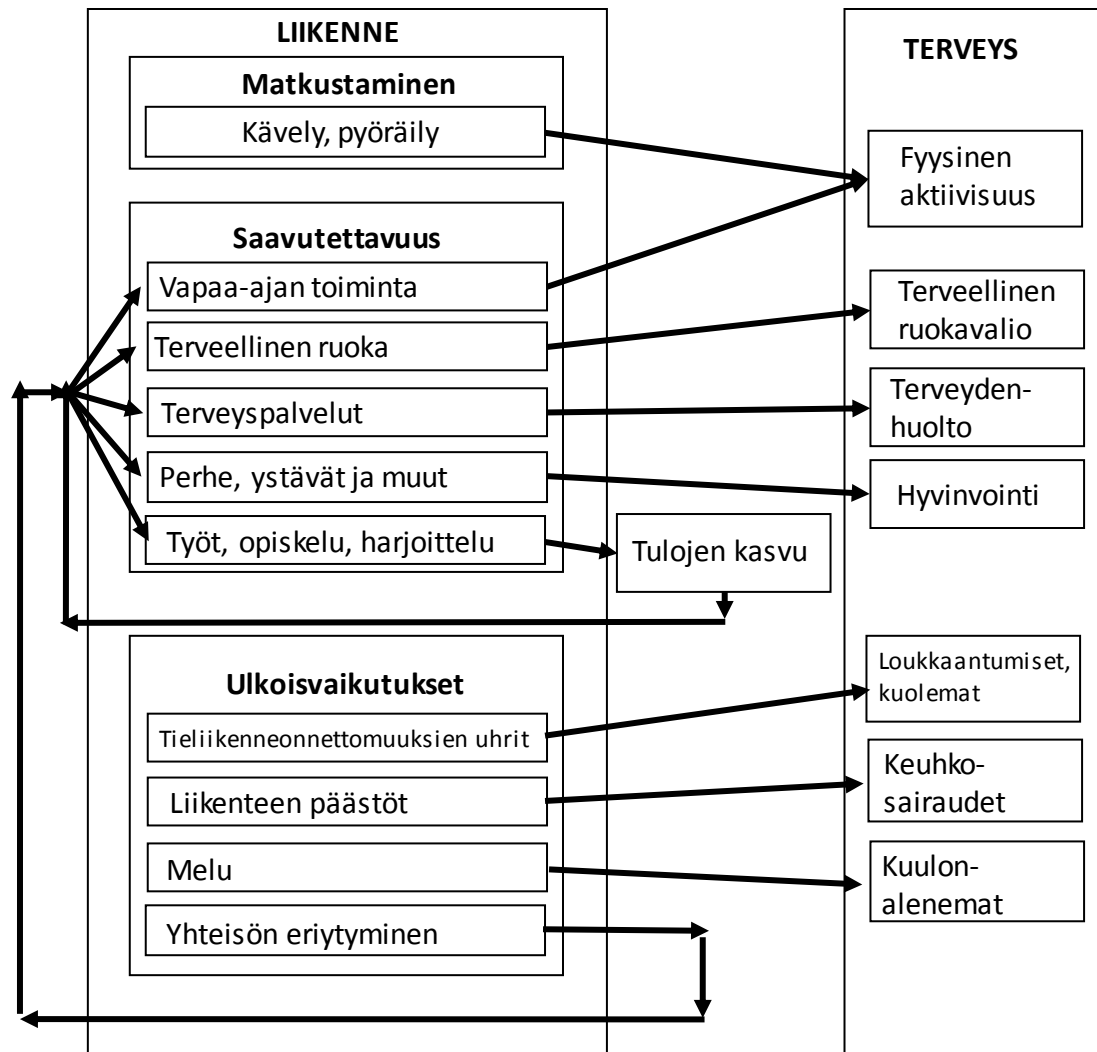 LIIKENNE
Matkustaminen
Kävely, pyöräily
Saavutettavuus
Vapaa-ajan toiminta
Terveellinen ruoka
Terveyspalvelut
Perhe, ystävät ja muut
Työt, opiskelu, harjoittelu
Tulojen kasvu
Ulkoisvaikutukset
Tieliikenneonnettomuuksien uhrit
Liikenteen päästöt
Melu
Yhteisön eriytyminen
TERVEYS
Fyysinen
aktiivisuus
Terveellinen
ruokavalio
Terveyden-
huolto
Hyvinvointi
Loukkaantumiset,
kuolemat
Keuhko-
sairaudet
Kuulon-
alenemat